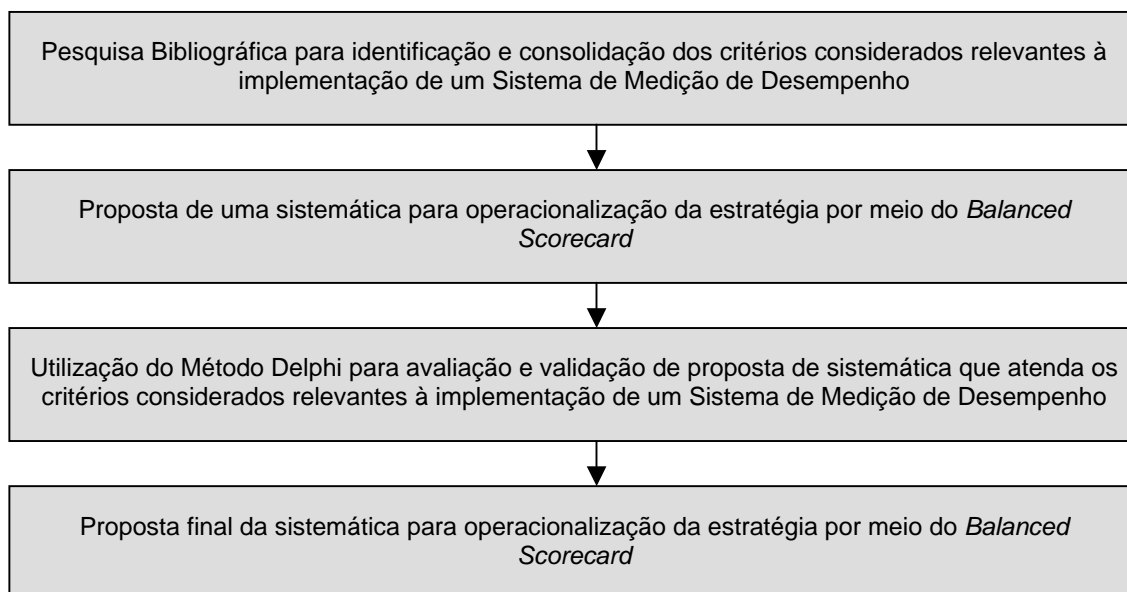 Pesquisa Bibliográfica para identificação e consolidação dos critérios considerados relevantes à
implementação de um Sistema de Medição de Desempenho
Proposta de uma sistemática para operacionalização da estratégia por meio do Balanced
Scorecard
Utilização do Método Delphi para avaliação e validação de proposta de sistemática que atenda os
critérios considerados relevantes à implementação de um Sistema de Medição de Desempenho
Proposta final da sistemática para operacionalização da estratégia por meio do Balanced
Scorecard